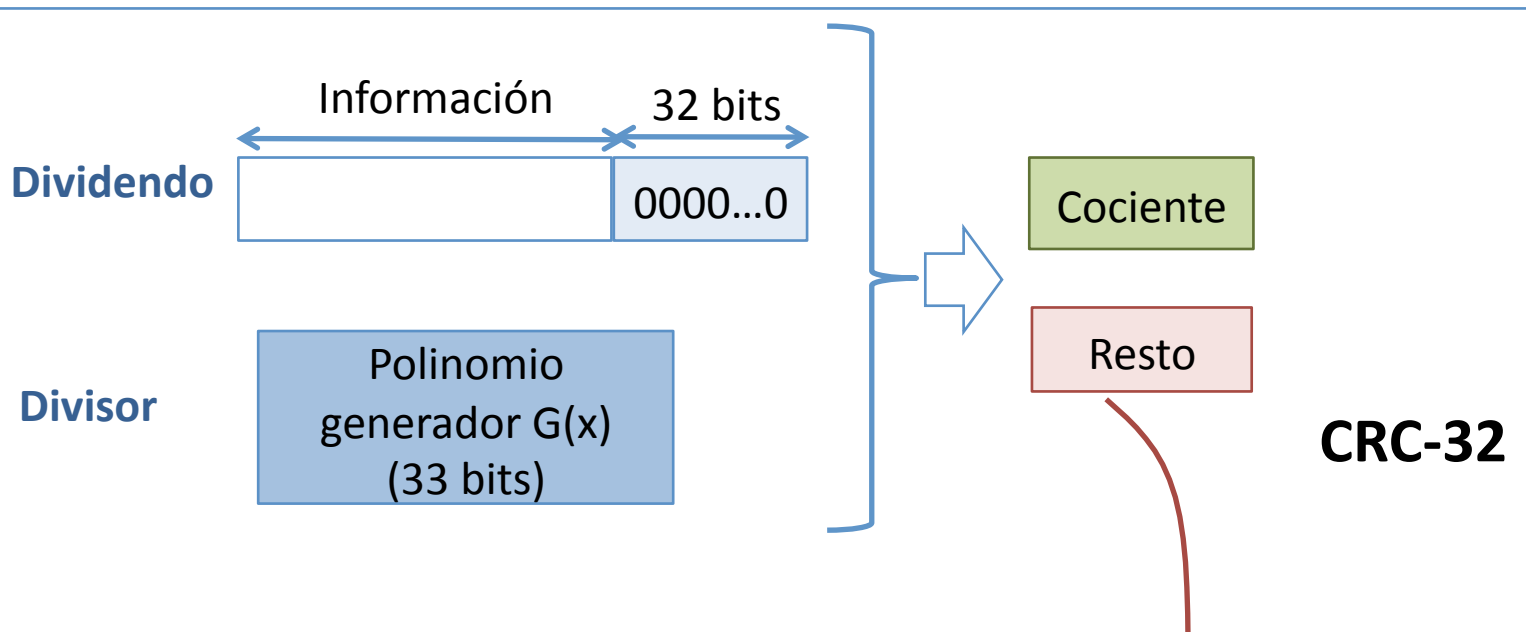 Información
32 bits
Dividendo
0000...0
Cociente
Polinomio
generador G(x)
(33 bits)
Divisor
Resto
CRC-32